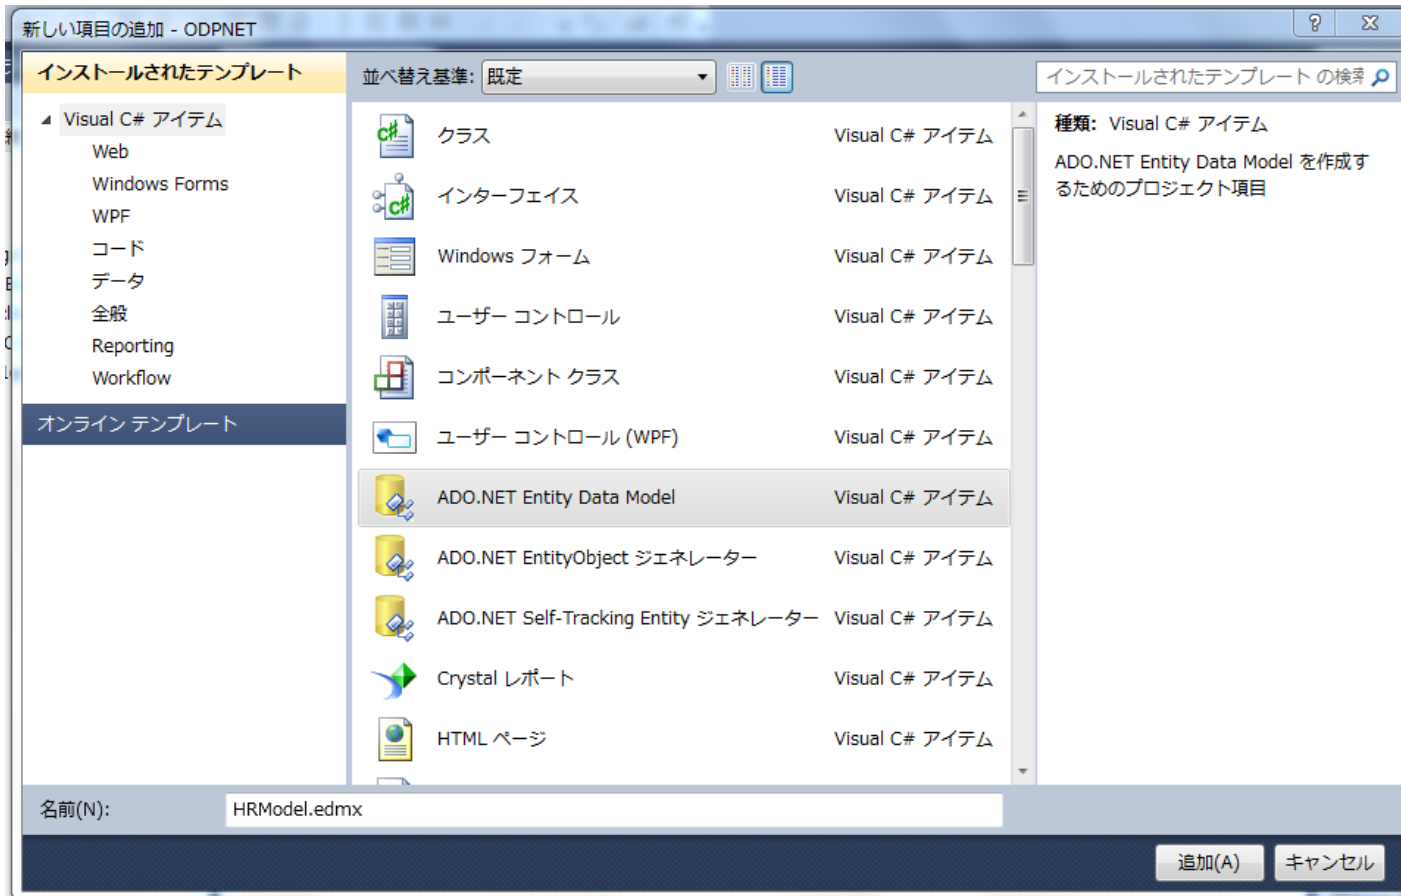 新しい項目の追加 - ODPNET
インストールされたテンプレート
並べ替え基準: 既定
インストールされたテンプレート の検索
Visual C# アイテム
Web
Windows Forms
WPF
コード
データ
全般
Reporting
Workflow
オンライン テンプレート
クラス Visual C# アイテム
インターフェイス Visual C# アイテム
Windows フォーム Visual C# アイテム
ユーザー コントロール Visual C# アイテム
コンポーネント クラス Visual C# アイテム
ユーザー コントロール (WPF) Visual C# アイテム
ADO.NET Entity Data Model Visual C# アイテム
ADO.NET EntityObject ジェネレーター Visual C# アイテム
ADO.NET Self-Tracking Entity ジェネレーター Visual C# アイテム
Crystal レポート Visual C# アイテム
HTML ページ Visual C# アイテム
種類: Visual C# アイテム
ADO.NET Entity Data Model を作成す
るためのプロジェクト項目
名前(N): HRModel.edmx
追加(A) キャンセル